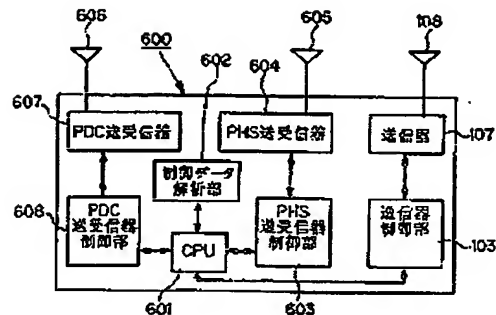 608
600
602
605
108
604
607
PDC送受信器
PHS送受信器
送信器
107
制御データ
解析部
606
PDC
送受信器
制御部
PHS
送受信器
制御部
送信器
制御部
CPU
103
601
603